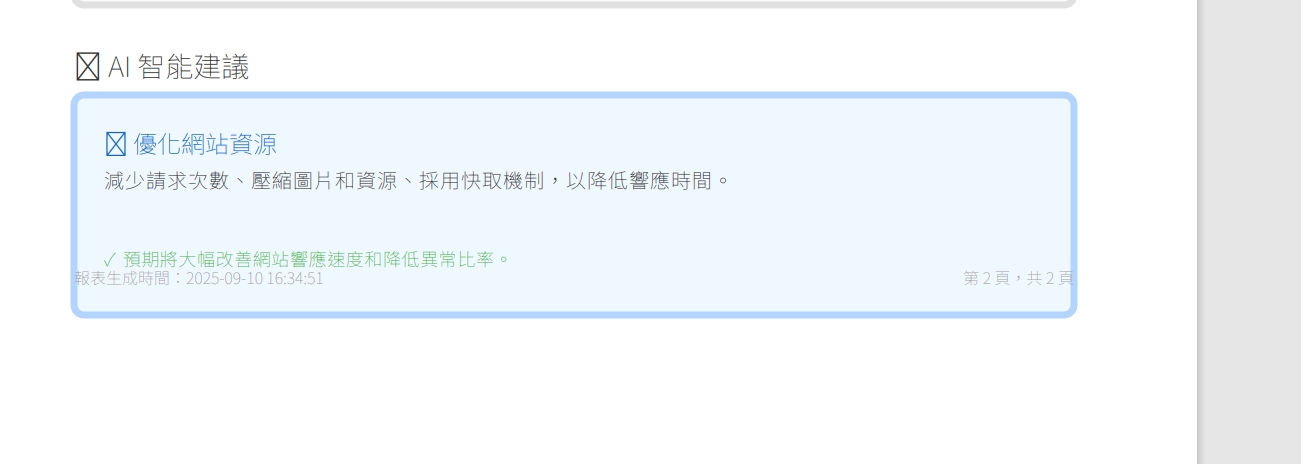 AI 智能建議
優化網站資源
減少請求次數、壓縮圖片和資源、採用快取機制，以降低響應時間。
✓ 預期將大幅改善網站響應速度和降低異常比率。
報表生成時間：2025-09-10 16:34:51
第 2 頁，共 2 頁